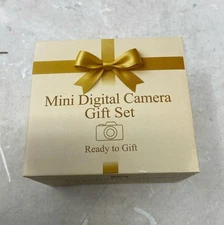 Mini Digital Camera
Gift Set
Ready to Gift